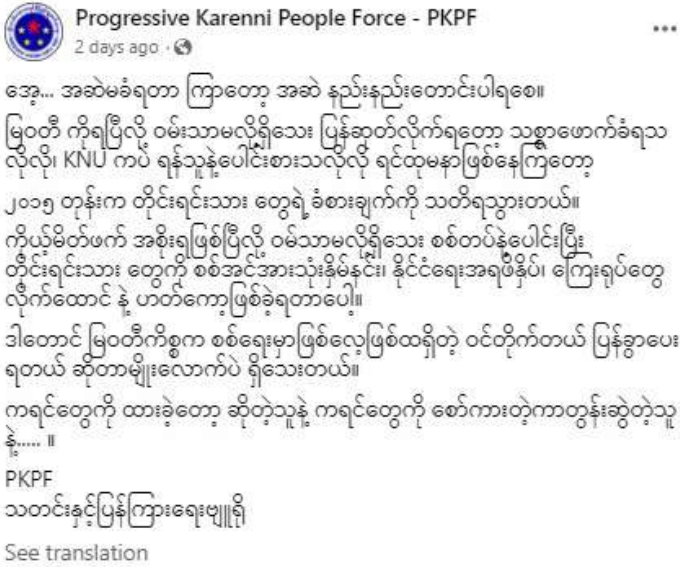 Progressive Karenni People Force - PKPF
2 days ago ·
အေ့... အဆဲမခံရတာ ကြာတော့ အဆဲ နည်းနည်းတောင်းပါရစေ။
မြဝတီ ကိုရပြီလို့ ဝမ်းသာမလို့ရှိသေး ပြန်ဆုတ်လိုက်ရတော့ သစ္စာဖောက်ခံရသ
လိုလို၊ KNU ကပဲ ရန်သူနဲ့ပေါင်းစားသလိုလို ရင်ထုမနာဖြစ်နေကြတော့
၂၀၁၅ တုန်းက တိုင်းရင်းသား တွေရဲ့ခံစားချက်ကို သတိရသွားတယ်။
ကိုယ့်မိတ်ဖက် အစိုးရဖြစ်ပြီလို့ ဝမ်သာမလို့ရှိသေး စစ်တပ်နဲ့ပေါင်းပြီး
တိုင်းရင်းသား တွေကို စစ်အင်အားသုံးနှိမ်နင်း၊ နိုင်ငံရေးအရဖိနှိပ်၊ ကြေးရုပ်တွေ
လိုက်ထောင် နဲ့ ဟတ်ကော့ဖြစ်ခဲ့ရတာပေါ့။
ဒါတောင် မြဝတီကိစ္စက စစ်ရေးမှာဖြစ်လေ့ဖြစ်ထရှိတဲ့ ဝင်တိုက်တယ် ပြန်ခွာပေး
ရတယ် ဆိုတာမျိုးလောက်ပဲ ရှိသေးတယ်။
ကရင်တွေကို ထားခဲ့တော့ ဆိုတဲ့သူနဲ့ ကရင်တွေကို စော်ကားတဲ့ကာတွန်းဆွဲတဲ့သူ
နဲ့..... ။
PKPF
သတင်းနှင့်ပြန်ကြားရေးဗျူရို
See translation